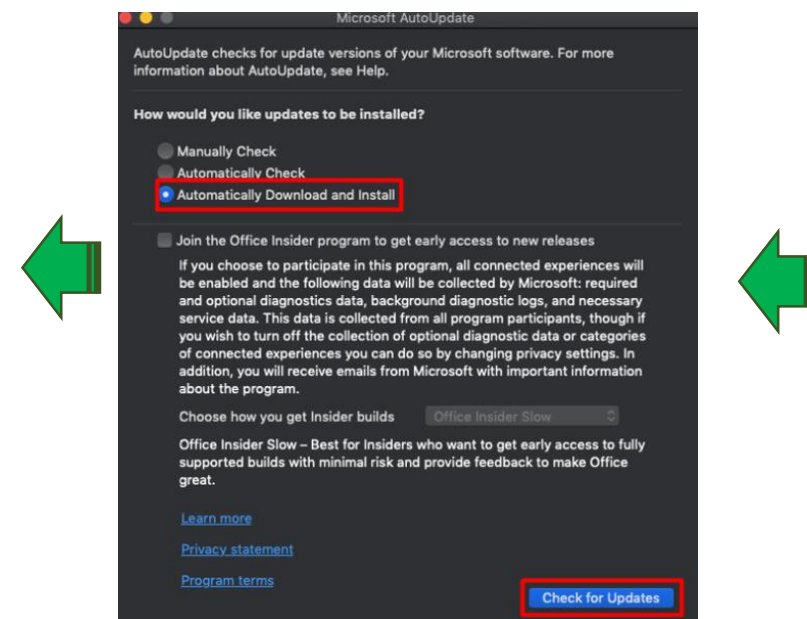 Microsoft AutoUpdate
AutoUpdate checks for update versions of your Microsoft software. For more
information about AutoUpdate, see Help.
How would you like updates to be installed?
Manually Check
Automatically Check
Automatically Download and Install
Join the Office Insider program to get early access to new releases
If you choose to participate in this program, all connected experiences will
be enabled and the following data will be collected by Microsoft: required
and optional diagnostics data, background diagnostic logs, and necessary
service data. This data is collected from all program participants, though if
you wish to turn off the collection of optional diagnostic data or categories
of connected experiences you can do so by changing privacy settings. In
addition, you will receive emails from Microsoft with important information
about the program.
Choose how you get Insider builds Office Insider Slow
Office Insider Slow – Best for Insiders who want to get early access to fully
supported builds with minimal risk and provide feedback to make Office
great.
Learn more
Privacy statement
Program terms
Check for Updates